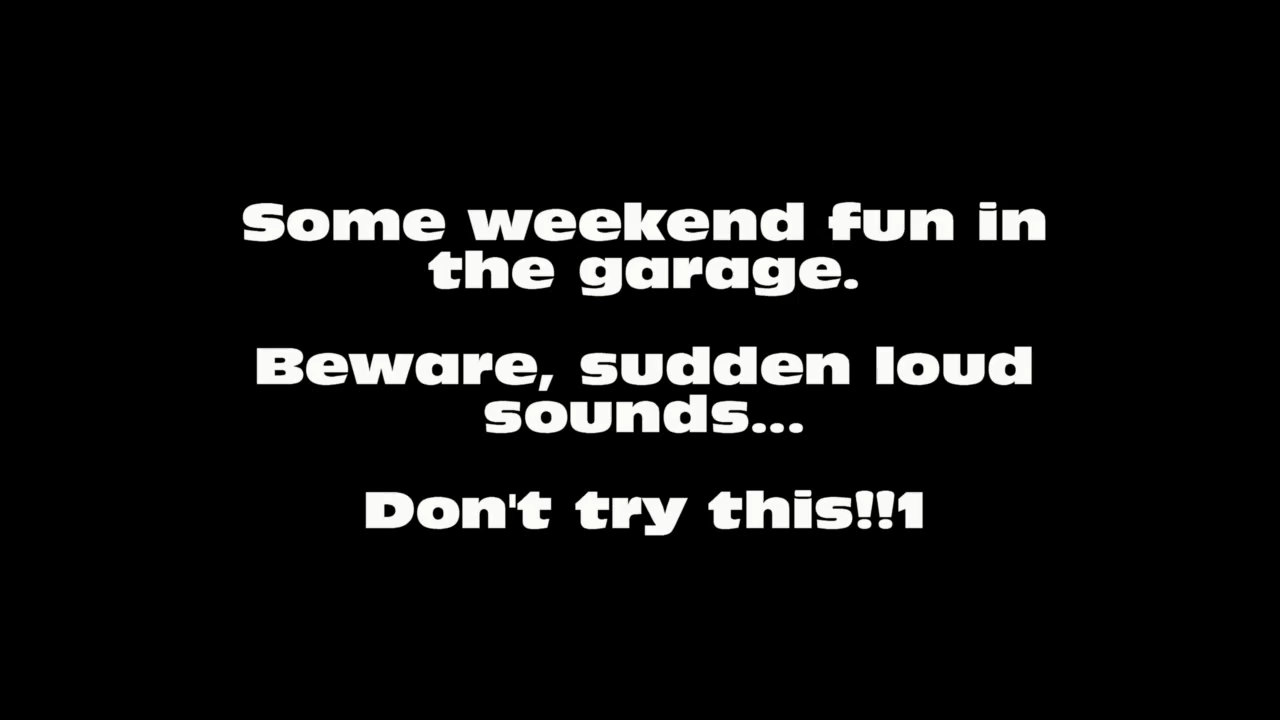 Some weekend fun in
the garage.
Beware, sudden loud
sounds...
Don't try this!!1